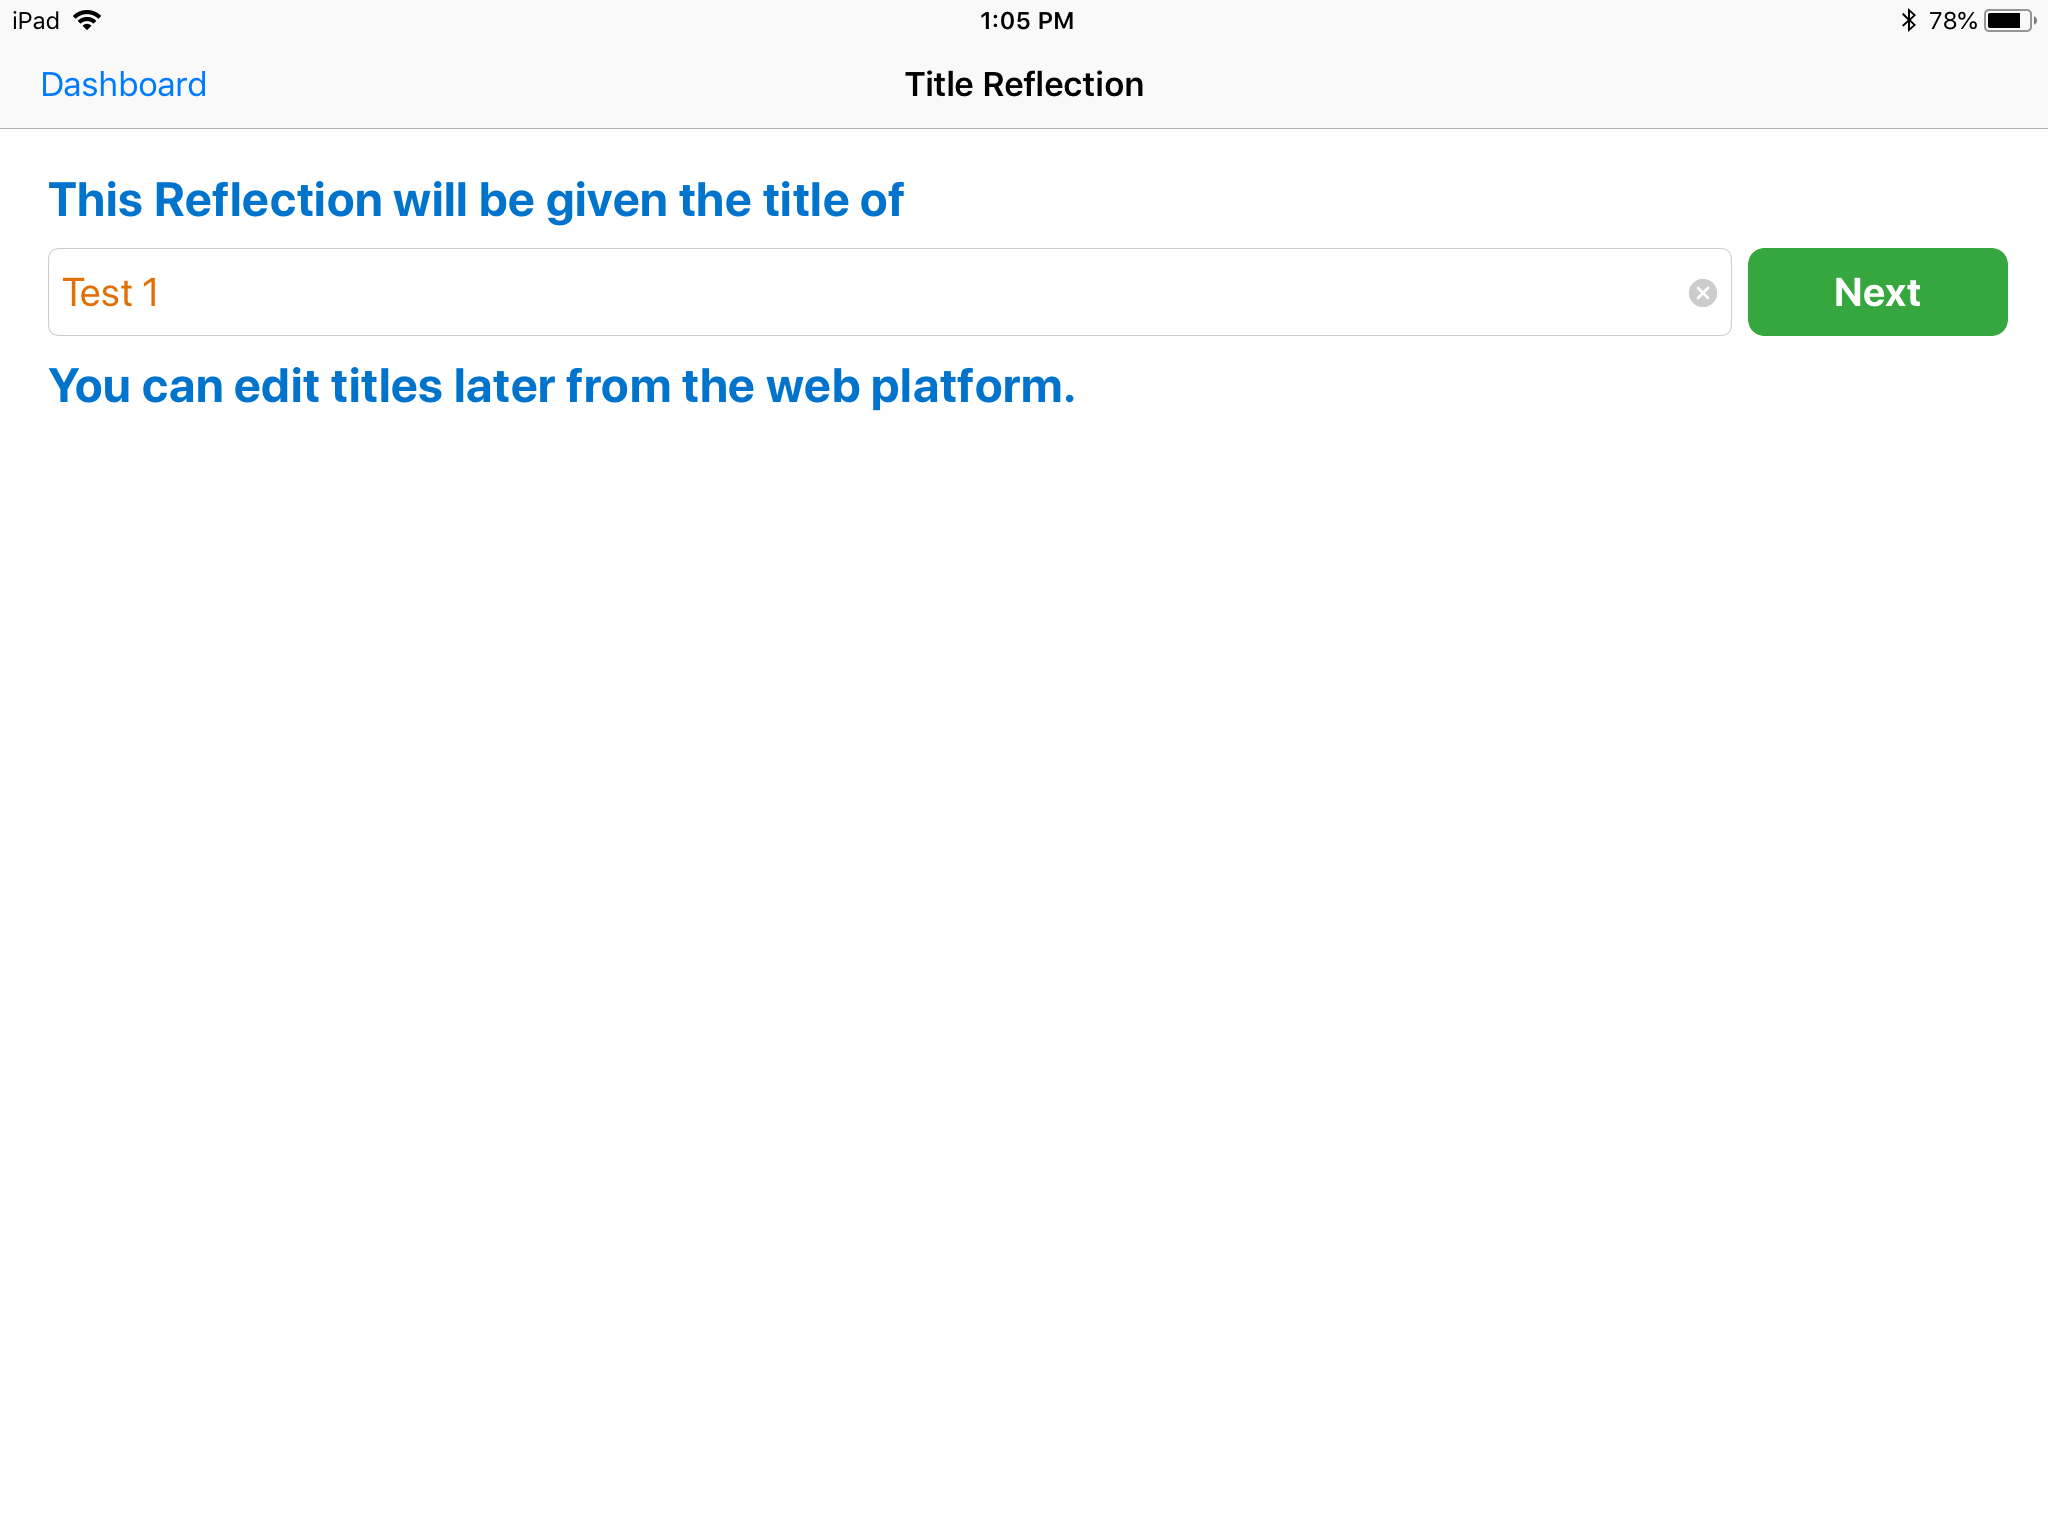 iPad 1:05 PM 78%
Dashboard Title Reflection
This Reflection will be given the title of
Test 1 Next
You can edit titles later from the web platform.